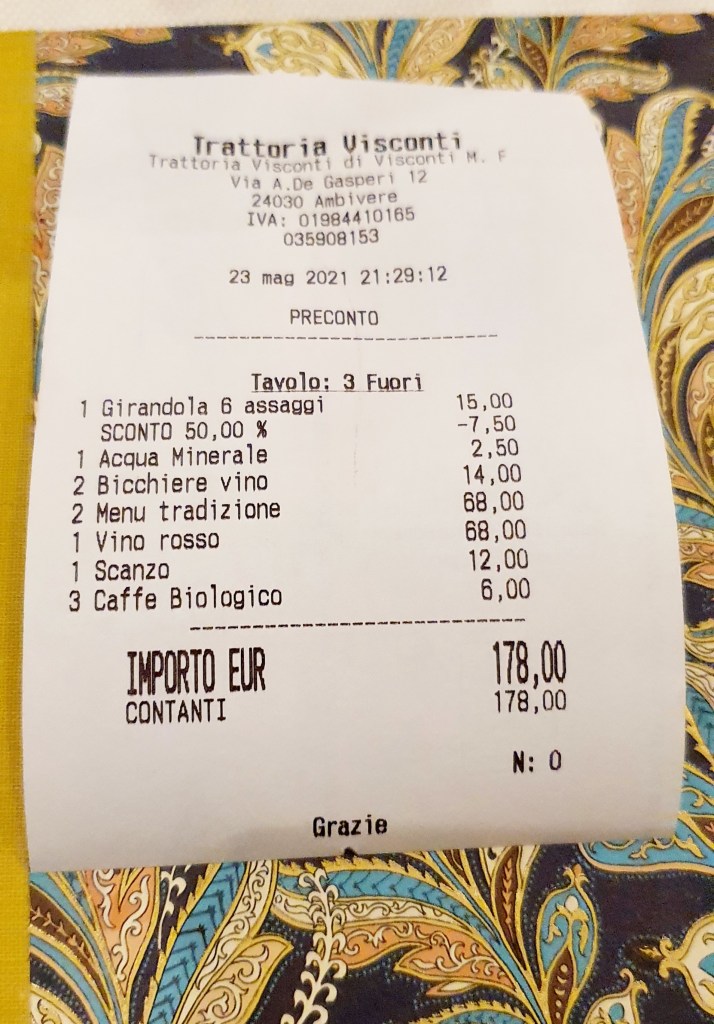 Trattoria Visconti
Trattoria Visconti di Visconti M. F
Via A.De Gasperi 12
24030 Ambivere
IVA: 01984410165
035908153
23 mag 2021 21:29:12
PRECONTO
Tavolo: 3 Fuori
1 Girandola 6 assaggi 15,00
SCONTO 50,00 % -7,50
1 Acqua Minerale 2,50
2 Bicchiere vino 14,00
2 Menu tradizione 68,00
1 Vino rosso 68,00
1 Scanzo 12,00
3 Caffe Biologico 6,00
IMPORTO EUR 178,00
CONTANTI 178,00
N: 0
Grazie